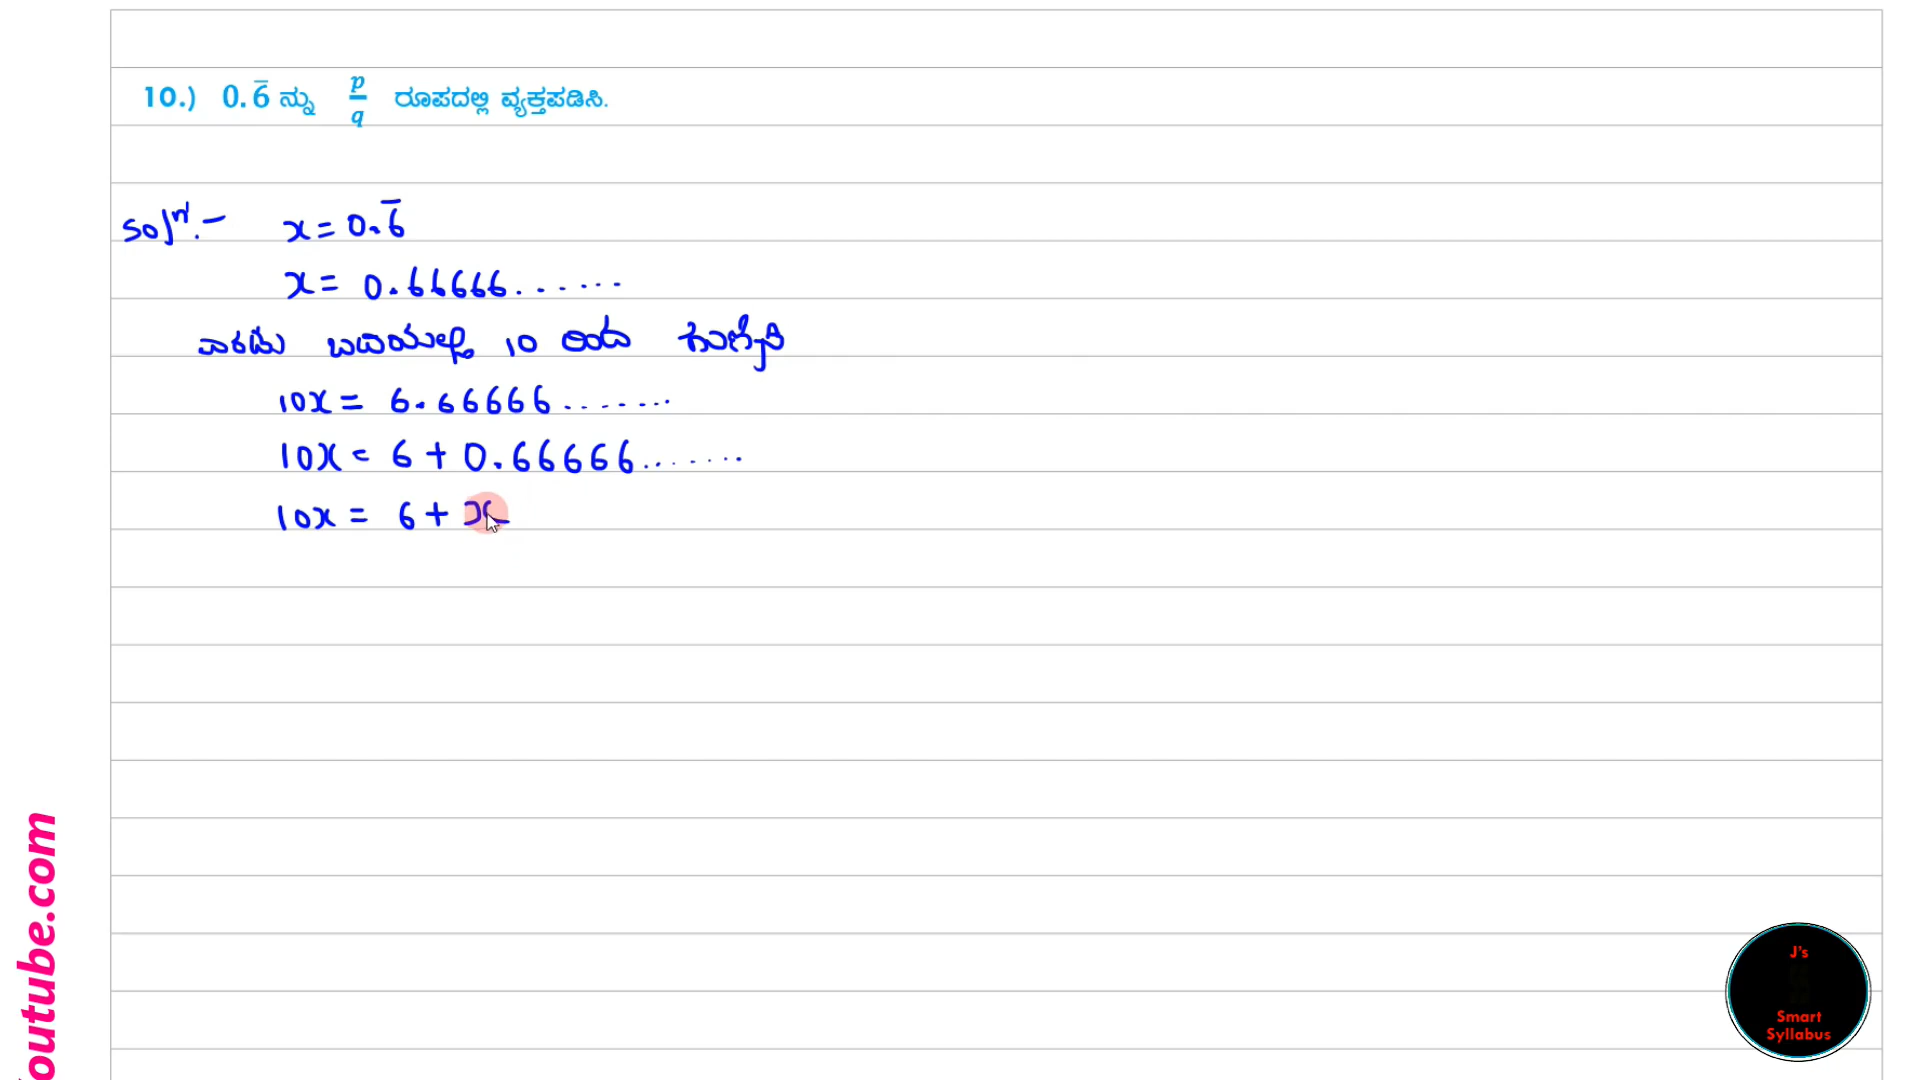 10.) 0.6̅ ನ್ನು p/q ರೂಪದಲ್ಲಿ ವ್ಯಕ್ತಪಡಿಸಿ.
Solⁿ:- x = 0.6̅
x = 0.66666.......
ಎರಡು ಬದಿಯಲ್ಲಿ 10 ರಿಂದ ಗುಣಿಸಿ
10x = 6.66666.......
10x = 6 + 0.66666.......
10x = 6 + x
outube.com
J's
Smart
Syllabus